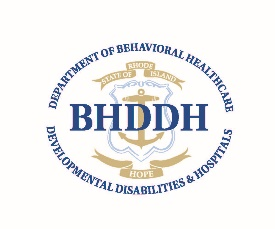 DEPARTMENT OF BEHAVIORAL HEALTHCARE
STATE OF RHODE ISLAND
BHDDH
HOPE
DEVELOPMENTAL DISABILITIES & HOSPITALS